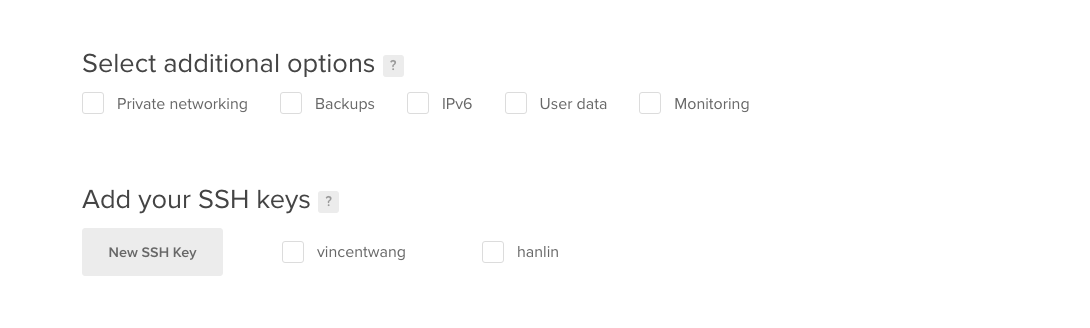 Select additional options ?
Private networking Backups IPv6 User data Monitoring
Add your SSH keys ?
New SSH Key vincentwang hanlin